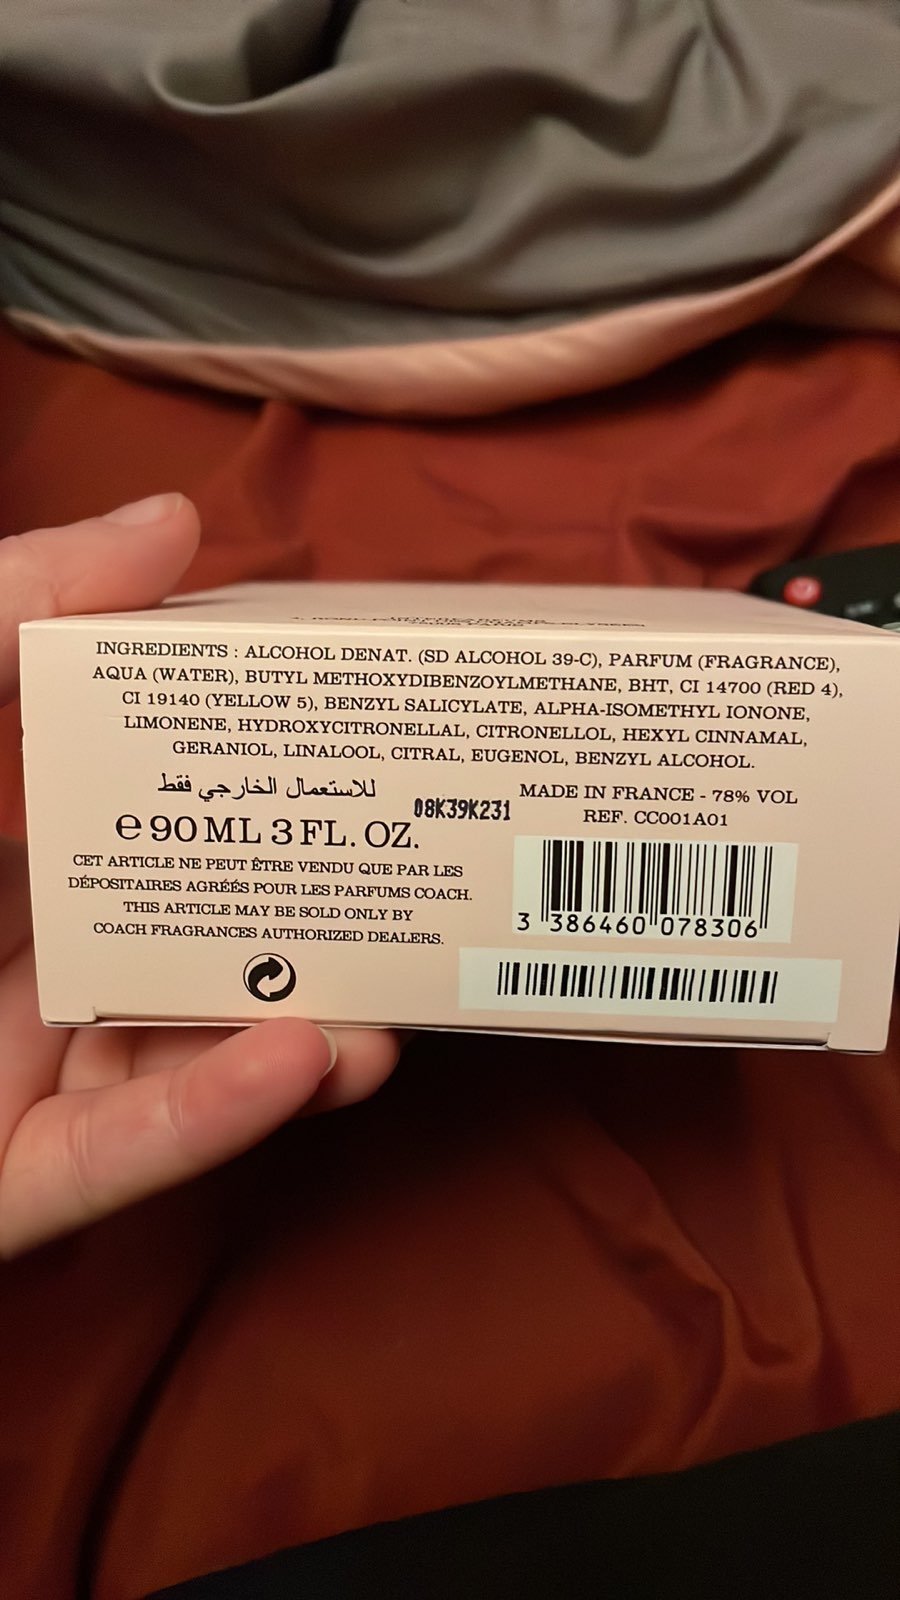 INGREDIENTS : ALCOHOL DENAT. (SD ALCOHOL 39-C), PARFUM (FRAGRANCE),
AQUA (WATER), BUTYL METHOXYDIBENZOYLMETHANE, BHT, CI 14700 (RED 4),
CI 19140 (YELLOW 5), BENZYL SALICYLATE, ALPHA-ISOMETHYL IONONE,
LIMONENE, HYDROXYCITRONELLAL, CITRONELLOL, HEXYL CINNAMAL,
GERANIOL, LINALOOL, CITRAL, EUGENOL, BENZYL ALCOHOL.
للاستعمال الخارجي فقط
08K39K231
e 90 ML 3 FL. OZ.
CET ARTICLE NE PEUT ÊTRE VENDU QUE PAR LES
DÉPOSITAIRES AGRÉÉS POUR LES PARFUMS COACH.
THIS ARTICLE MAY BE SOLD ONLY BY
COACH FRAGRANCES AUTHORIZED DEALERS.
MADE IN FRANCE - 78% VOL
REF. CC001A01
3 386460 078306